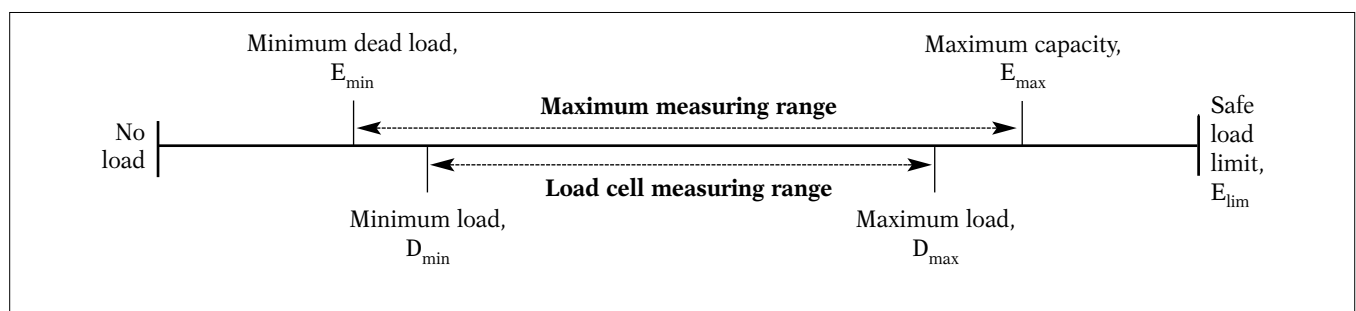 Minimum dead load,
E_min
Maximum capacity,
E_max
Maximum measuring range
No
load
Safe
load
limit,
E_lim
Load cell measuring range
Minimum load,
D_min
Maximum load,
D_max